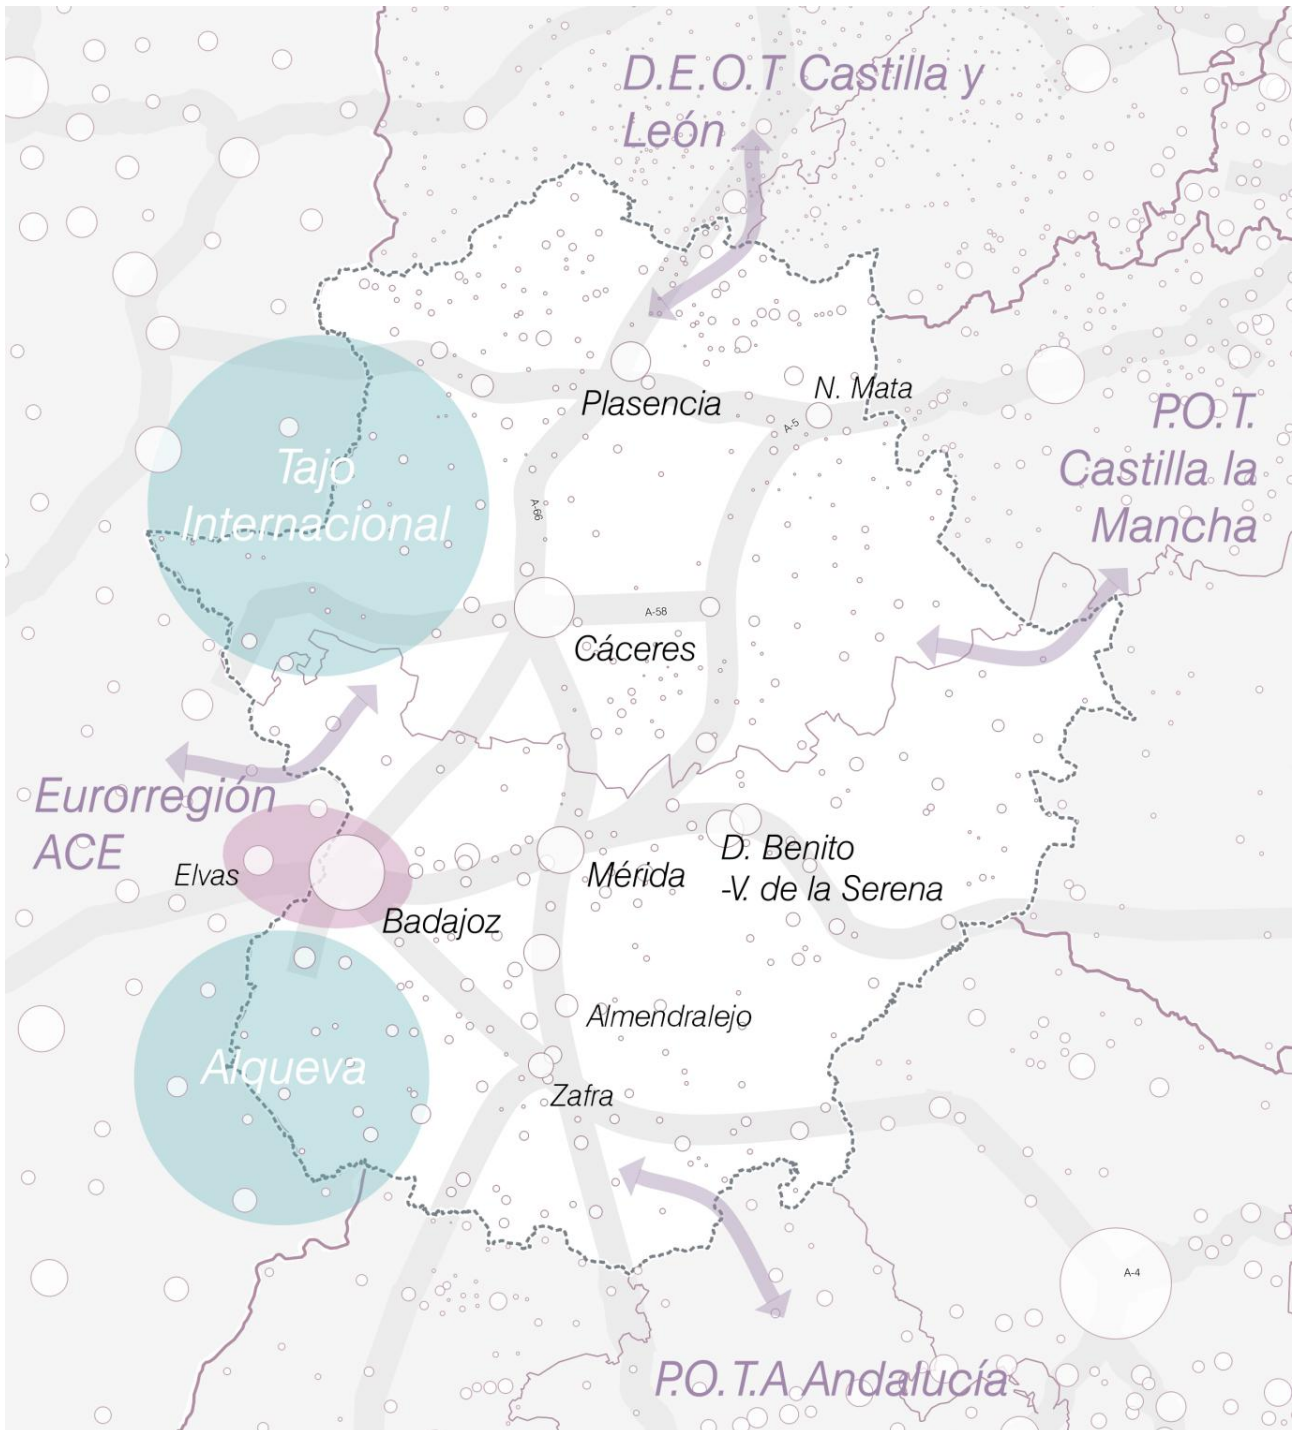 D.E.O.T Castilla y
León
N. Mata
Plasencia
A-5
P.O.T.
Castilla la
Mancha
Tajo
Internacional
A-66
A-58
Cáceres
Eurorregión
ACE
Elvas
Badajoz
Mérida
D. Benito
-V. de la Serena
Almendralejo
Alqueva
Zafra
A-4
P.O.T.A Andalucía